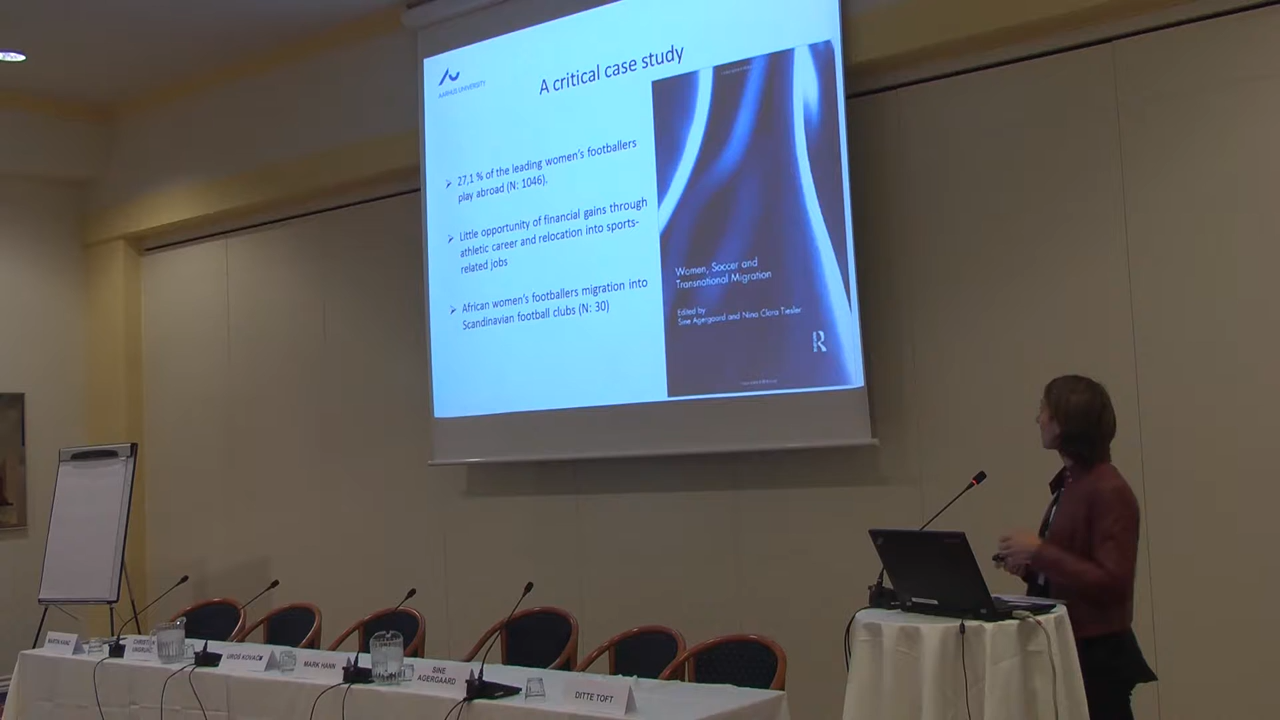 AARHUS UNIVERSITY
A critical case study
27,1 % of the leading women's footballers
play abroad (N: 1046),
Little opportunity of financial gains through
athletic career and relocation into sports-
related jobs
African women's footballers migration into
Scandinavian football clubs (N: 30)
Women, Soccer and
Transnational Migration
Edited by
Sine Agergaard and Nina Clara Tiesler
R
UROŠ KOVAČ
MARK HANN
SINE
AGERGAARD
DITTE TOFT